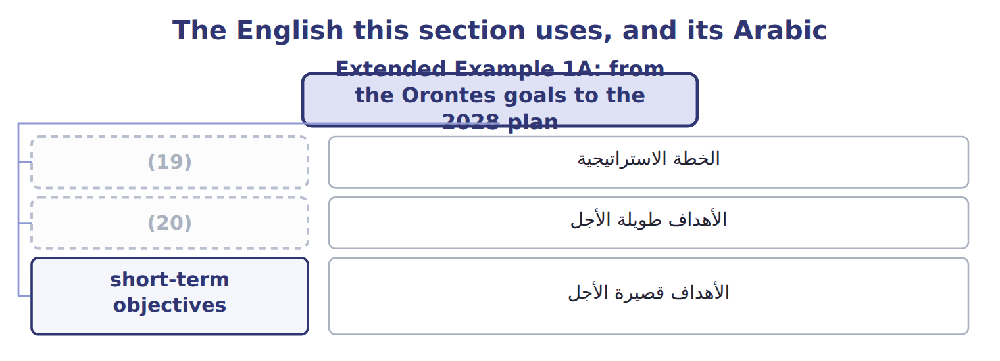 The English this section uses, and its Arabic
Extended Example 1A: from
the Orontes goals to the
2028 plan
(19)
الخطة الاستراتيجية
(20)
الأهداف طويلة الأجل
short-term
objectives
الأهداف قصيرة الأجل